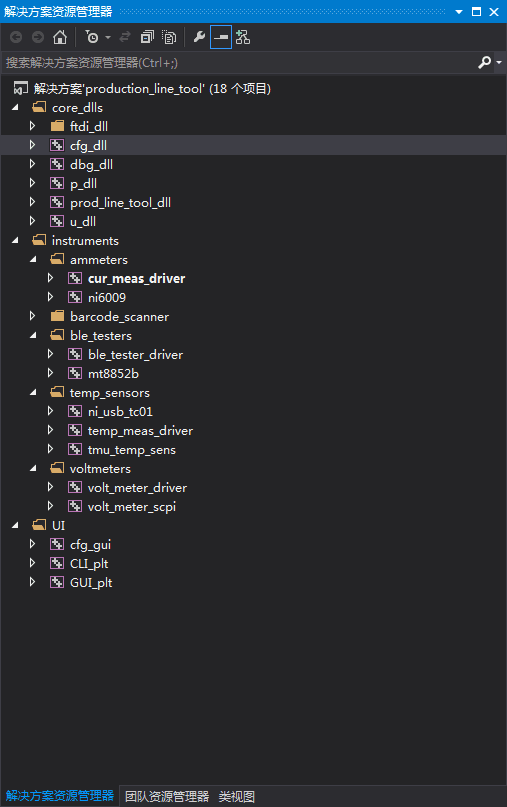 解决方案资源管理器
搜索解决方案资源管理器(Ctrl+;)
解决方案'production_line_tool' (18 个项目)
core_dlls
ftdi_dll
cfg_dll
dbg_dll
p_dll
prod_line_tool_dll
u_dll
instruments
ammeters
cur_meas_driver
ni6009
barcode_scanner
ble_testers
ble_tester_driver
mt8852b
temp_sensors
ni_usb_tc01
temp_meas_driver
tmu_temp_sens
voltmeters
volt_meter_driver
volt_meter_scpi
UI
cfg_gui
CLI_plt
GUI_plt
解决方案资源管理器 团队资源管理器 类视图